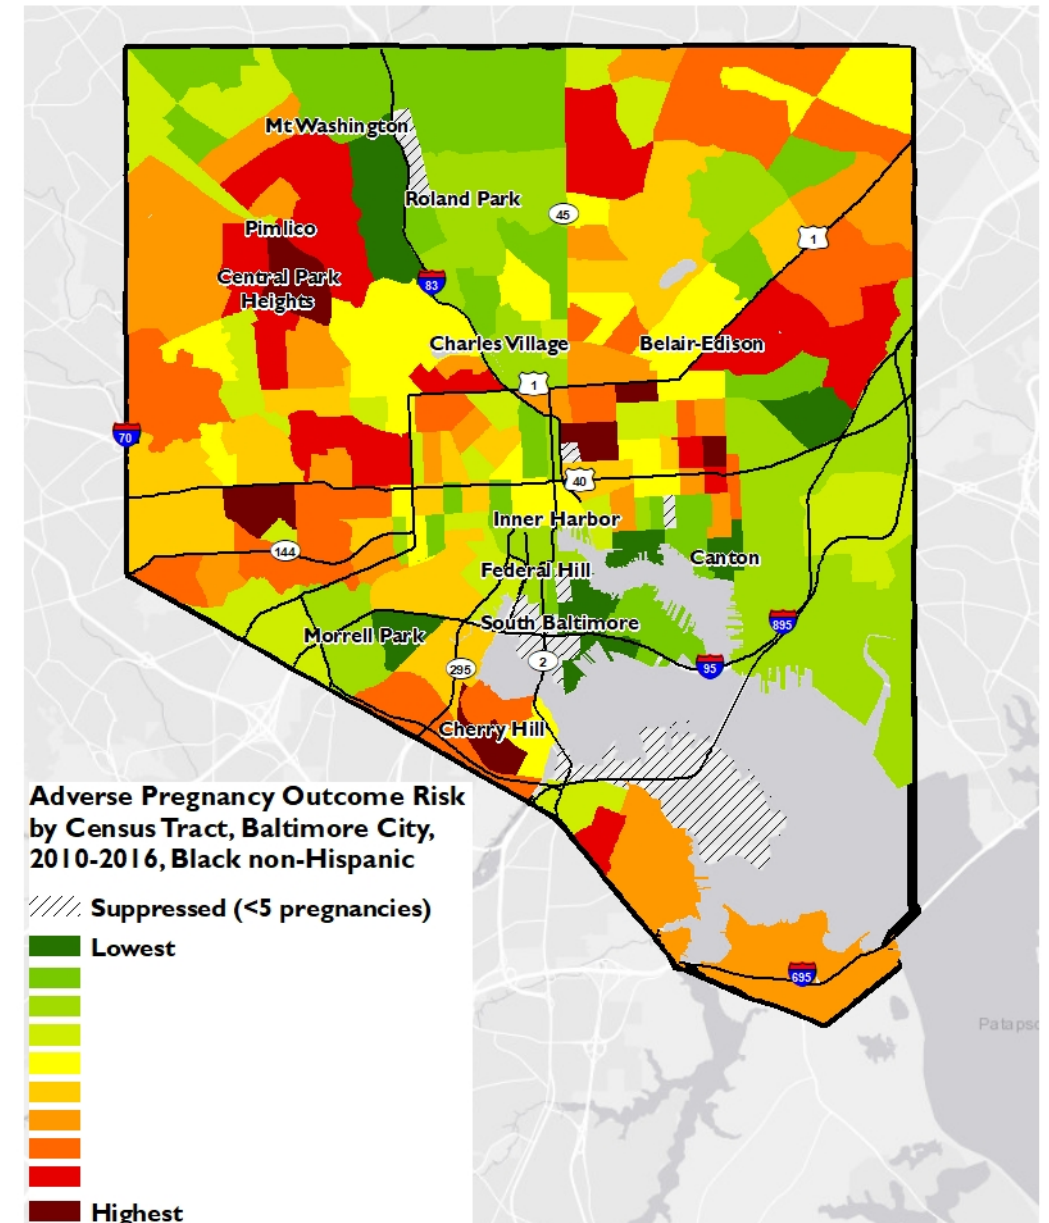 Mt Washington
Roland Park
45
Pimlico
1
Central Park
Heights
83
Charles Village
Belair-Edison
1
70
40
Inner Harbor
144
Canton
Federal Hill
South Baltimore
895
Morrell Park
2
95
295
Cherry Hill
Adverse Pregnancy Outcome Risk
by Census Tract, Baltimore City,
2010-2016, Black non-Hispanic
Suppressed (<5 pregnancies)
Lowest
695
Highest